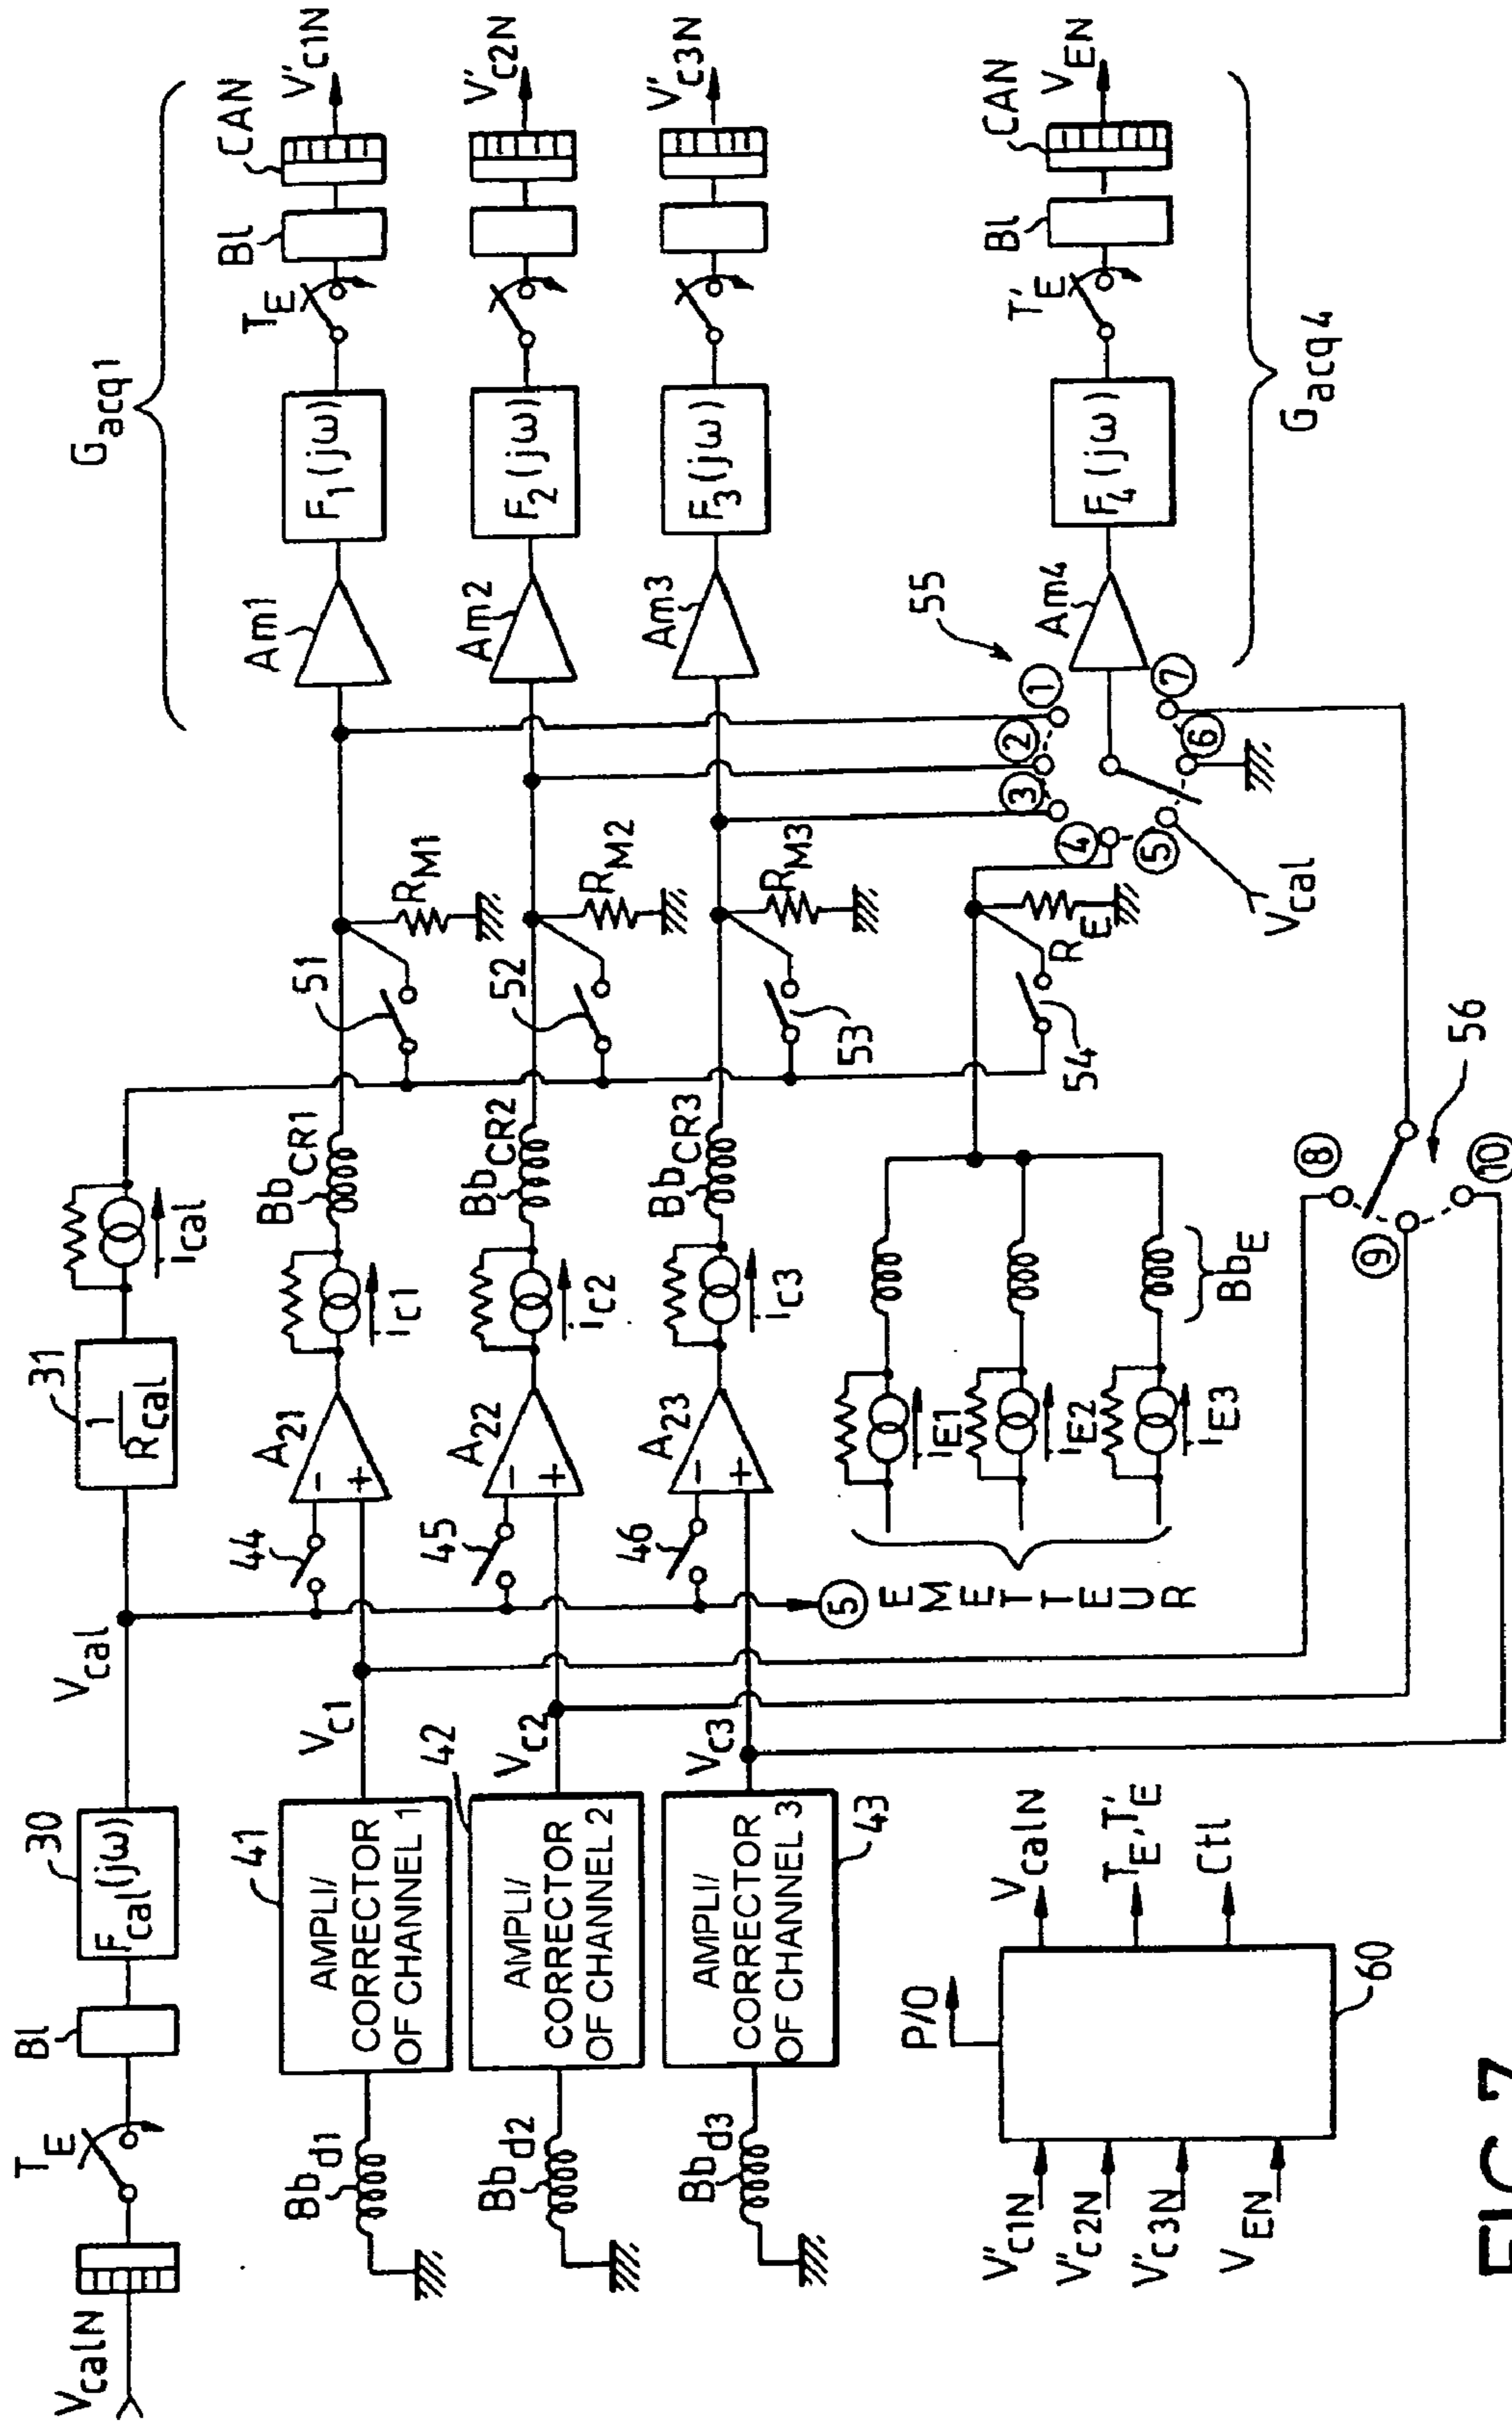 VcalN
TE
Bl
30
Fcal(jω)
Vcal
31
1
Rcal
ical
Bbd1
41
AMPLI/
CORRECTOR
OF CHANNEL 1
Vc1
44
A21
-
+
ic1
BbCR1
51
RM1
Am1
F1(jω)
TE
Bl
CAN
V'c1N
Gacq1
Bbd2
42
AMPLI/
CORRECTOR
OF CHANNEL 2
Vc2
45
A22
-
+
ic2
BbCR2
52
RM2
Am2
F2(jω)
V'c2N
Bbd3
43
AMPLI/
CORRECTOR
OF CHANNEL 3
Vc3
46
A23
-
+
ic3
BbCR3
53
RM3
Am3
F3(jω)
V'c3N
5
EMETTEUR
iE1
iE2
iE3
BbE
54
RE
1
2
3
4
5
6
7
55
Vcal
Am4
F4(jω)
T'E
Bl
CAN
VEN
Gacq4
8
9
10
56
V'c1N
V'c2N
V'c3N
VEN
P/O
60
VcalN
TE,T'E
Ctl
FIG.7